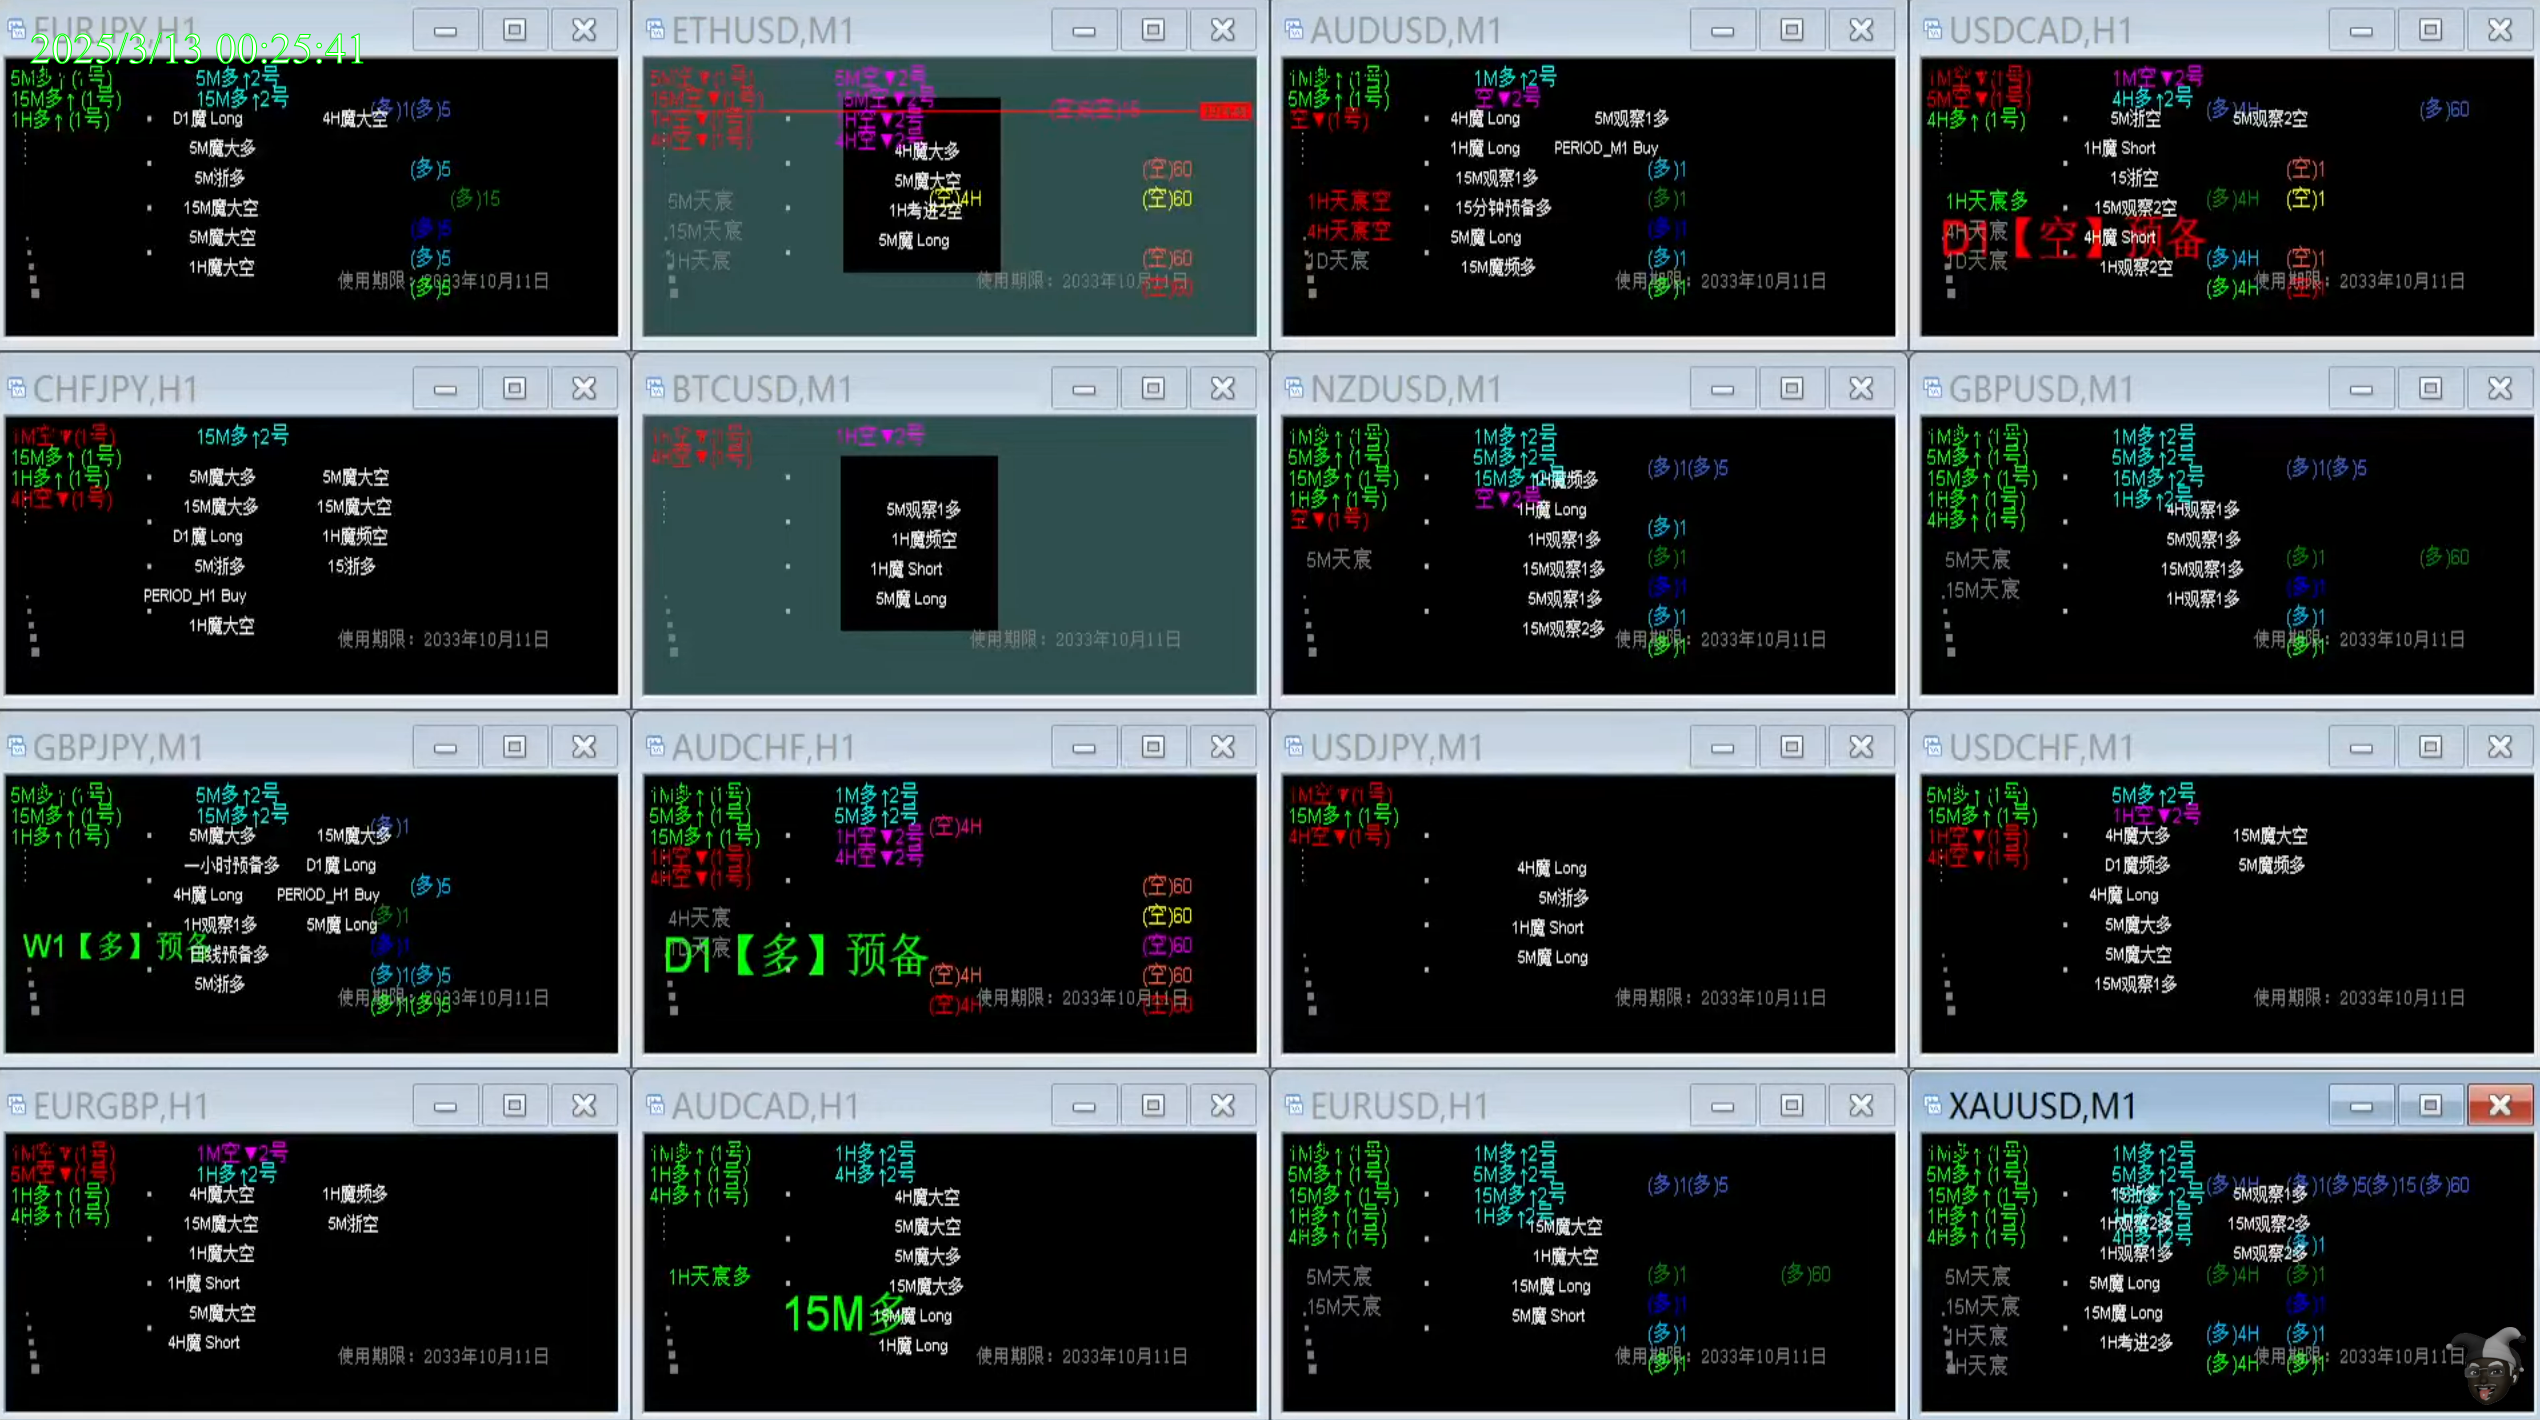 2025/3/13 00:25:41
EURJPY,H1
5M多↑(1号) 5M多↑2号
15M多↑(1号) 15M多↑2号
(多)1(多)5
1H多↑(1号) D1魔 Long 4H魔大空
5M魔大多
(多)5
5M浙多
(多)15
15M魔大空
(多)5
5M魔大空
(多)5
1H魔大空
使用期限：2033年10月11日
(多)5
ETHUSD,M1
5M空▼(1号) 5M空▼2号
15M空▼(1号) 15M空▼2号
1H空▼(1号) 1H空▼2号
4H空▼(1号) 4H空▼2号
4H魔大多
(空)60
5M魔大空
5M天宸 (空)4H (空)60
1H考进2空
15M天宸
5M魔 Long
1H天宸 (空)60
使用期限：2033年10月11日
(空)60
AUDUSD,M1
1M多↑(1号) 1M多↑2号
5M多↑(1号) 空▼2号
空▼(1号) 4H魔 Long 5M观察1多
1H魔 Long PERIOD_M1 Buy
(多)1
15M观察1多
1H天宸空 (多)1
15分钟预备多
4H天宸空 (多)1
5M魔 Long
1D天宸 (多)1
15M魔频多
使用期限：2033年10月11日
(多)1
USDCAD,H1
1M空▼(1号) 1M空▼2号
5M空▼(1号) 4H多↑2号
(多)4H (多)60
4H多↑(1号) 5M浙空 5M观察2空
1H魔 Short
(空)1
15浙空
1H天宸多 (多)4H (空)1
15M观察2空
4H天宸
D1【空】预备
4H魔 Short
1D天宸 (多)4H (空)1
1H观察2空
使用期限：2033年10月11日
(多)4H (空)1
CHFJPY,H1
1M空▼(1号) 15M多↑2号
15M多↑(1号)
1H多↑(1号) 5M魔大多 5M魔大空
4H空▼(1号)
15M魔大多 15M魔大空
D1魔 Long 1H魔频空
5M浙多 15浙多
PERIOD_H1 Buy
1H魔大空
使用期限：2033年10月11日
BTCUSD,M1
1H空▼(1号) 1H空▼2号
4H空▼(1号)
5M观察1多
1H魔频空
1H魔 Short
5M魔 Long
使用期限：2033年10月11日
NZDUSD,M1
1M多↑(1号) 1M多↑2号
5M多↑(1号) 5M多↑2号
(多)1(多)5
15M多↑(1号) 15M多↑2号
1H魔频多
1H多↑(1号) 空▼2号
1H魔 Long
空▼(1号)
(多)1
1H观察1多
5M天宸 (多)1
15M观察1多
(多)1
5M观察1多
(多)1
15M观察2多
使用期限：2033年10月11日
(多)1
GBPUSD,M1
1M多↑(1号) 1M多↑2号
5M多↑(1号) 5M多↑2号
(多)1(多)5
15M多↑(1号) 15M多↑2号
1H多↑(1号) 1H多↑2号
4H观察1多
4H多↑(1号)
5M观察1多
5M天宸 (多)1 (多)60
15M观察1多
15M天宸 (多)1
1H观察1多
(多)1
使用期限：2033年10月11日
(多)1
GBPJPY,M1
5M多↑(1号) 5M多↑2号
15M多↑(1号) 15M多↑2号
(多)1
1H多↑(1号) 5M魔大多 15M魔大多
一小时预备多 D1魔 Long
(多)5
4H魔 Long PERIOD_H1 Buy
(多)1
1H观察1多 5M魔 Long
W1【多】预备 (多)1
日线预备多
(多)1(多)5
5M浙多
使用期限：2033年10月11日
(多)1(多)5
AUDCHF,H1
1M多↑(1号) 1M多↑2号
5M多↑(1号) 5M多↑2号
(空)4H
15M多↑(1号) 1H空▼2号
1H空▼(1号) 4H空▼2号
4H空▼(1号)
(空)60
4H天宸 (空)60
1D天宸 (空)60
D1【多】预备
(空)4H (空)60
使用期限：2033年10月11日
(空)4H (空)60
USDJPY,M1
1M空▼(1号)
15M多↑(1号)
4H空▼(1号)
4H魔 Long
5M浙多
1H魔 Short
5M魔 Long
使用期限：2033年10月11日
USDCHF,M1
5M多↑(1号) 5M多↑2号
15M多↑(1号) 1H空▼2号
1H空▼(1号) 4H魔大多 15M魔大空
4H空▼(1号)
D1魔频多 5M魔频多
4H魔 Long
5M魔大多
5M魔大空
15M观察1多
使用期限：2033年10月11日
EURGBP,H1
1M空▼(1号) 1M空▼2号
5M空▼(1号) 1H多↑2号
1H多↑(1号) 4H魔大空 1H魔频多
4H多↑(1号)
15M魔大空 5M浙空
1H魔大空
1H魔 Short
5M魔大空
4H魔 Short
使用期限：2033年10月11日
AUDCAD,H1
1M多↑(1号) 1H多↑2号
1H多↑(1号) 4H多↑2号
4H多↑(1号) 4H魔大空
5M魔大空
5M魔大多
1H天宸多
15M魔大多
15M多
15M魔 Long
1H魔 Long
使用期限：2033年10月11日
EURUSD,H1
1M多↑(1号) 1M多↑2号
5M多↑(1号) 5M多↑2号
(多)1(多)5
15M多↑(1号) 15M多↑2号
1H多↑(1号) 1H多↑2号
15M魔大空
4H多↑(1号)
1H魔大空
5M天宸 (多)1 (多)60
15M魔 Long
15M天宸 (多)1
5M魔 Short
(多)1
使用期限：2033年10月11日
(多)1
XAUUSD,M1
1M多↑(1号) 1M多↑2号
5M多↑(1号) 5M多↑2号
(多)4H (多)1(多)5(多)15(多)60
15M多↑(1号) 15浙多 5M观察1多
1H多↑(1号)
1H观察2多 15M观察2多
4H多↑(1号) 4H多↑2号
(多)1
1H观察1多 5M观察2多
5M天宸 (多)4H (多)1
5M魔 Long
15M天宸 (多)1
15M魔 Long
1H天宸 (多)4H (多)1
1H考进2多
使用期限：2033年10月11日
4H天宸 (多)4H (多)1